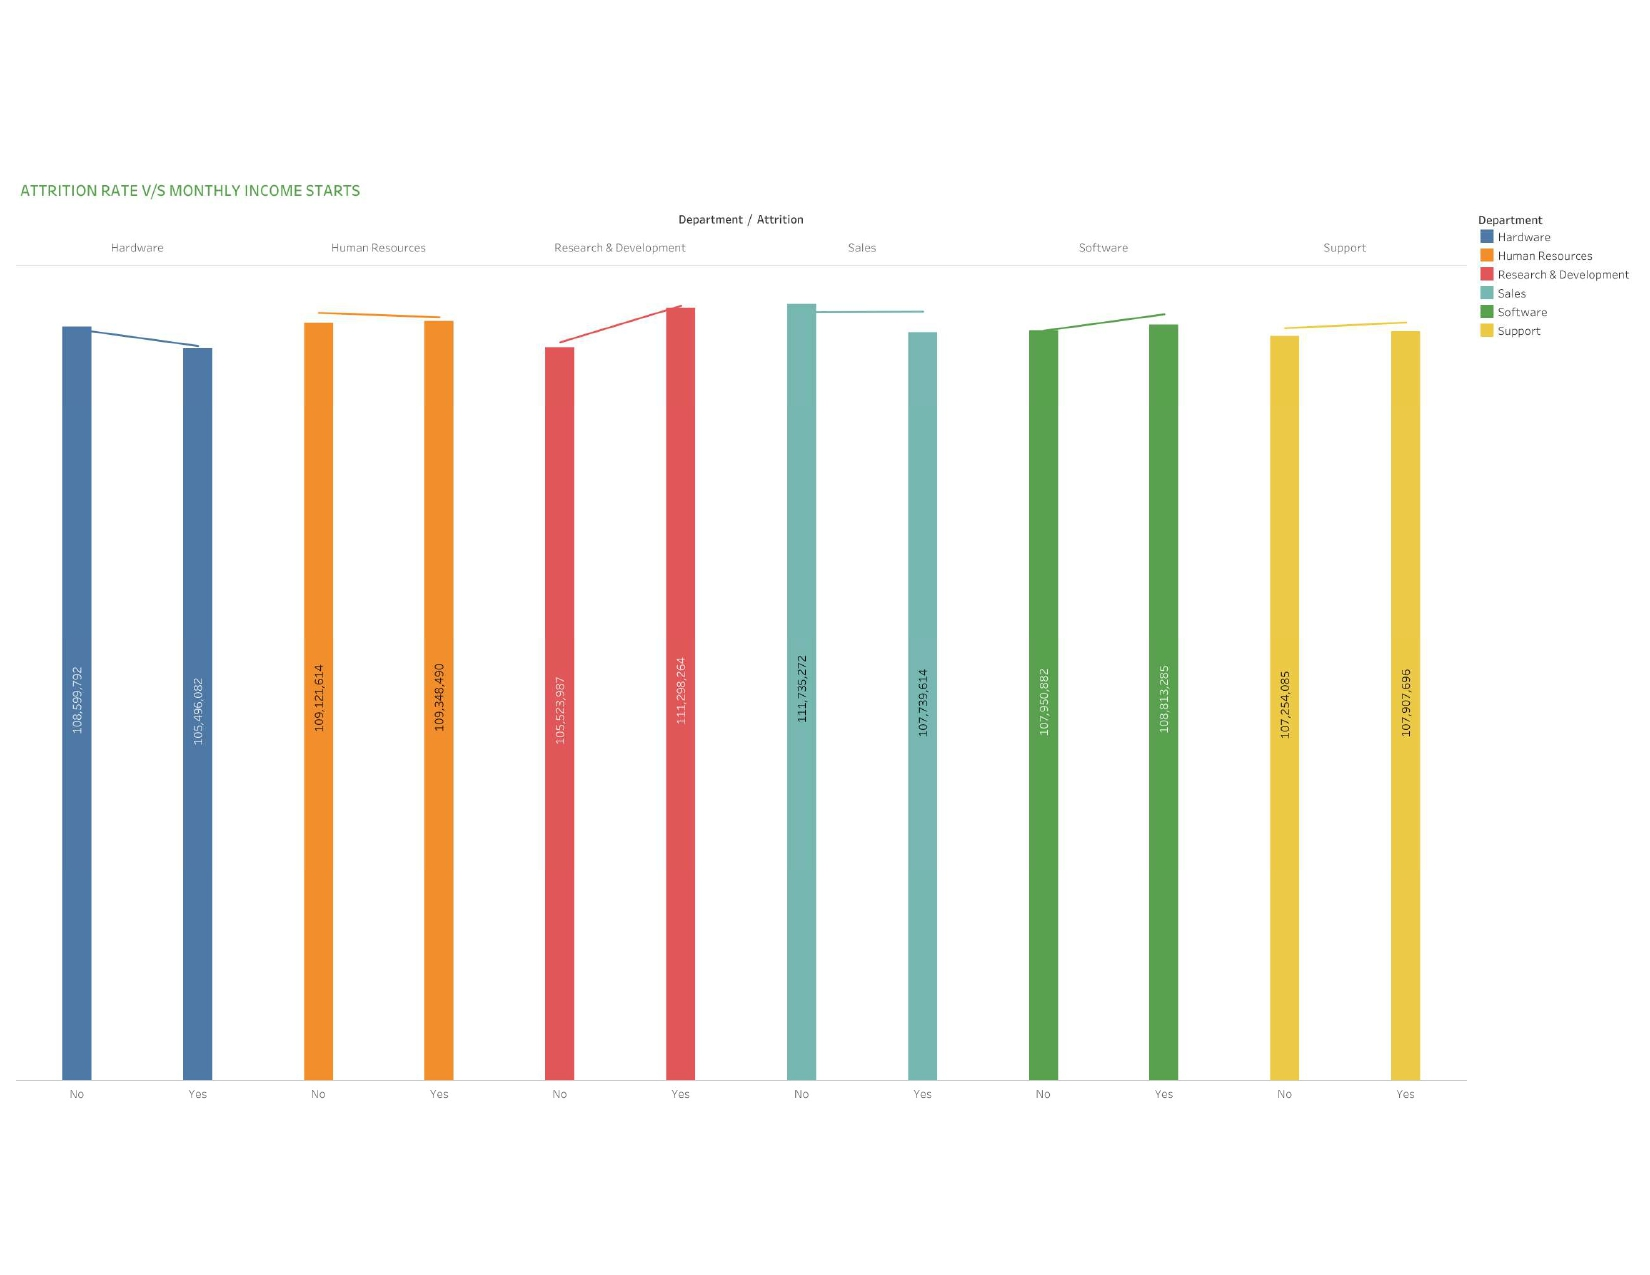 ATTRITION RATE V/S MONTHLY INCOME STARTS
Department / Attrition
Hardware Human Resources Research & Development Sales Software Support
Department
Hardware
Human Resources
Research & Development
Sales
Software
Support
108,599,792
105,496,082
109,121,614
109,348,490
105,523,987
111,298,264
111,735,272
107,739,614
107,950,882
108,813,285
107,254,085
107,907,696
No Yes No Yes No Yes No Yes No Yes No Yes